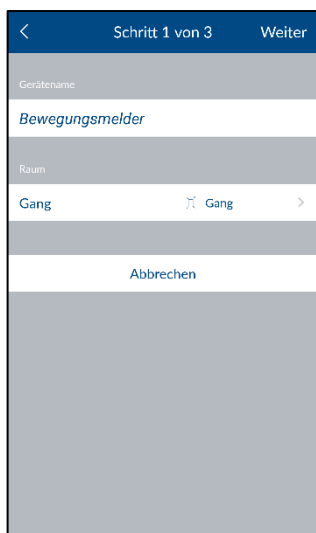 Schritt 1 von 3 Weiter
Gerätename
Bewegungsmelder
Raum
Gang Gang
Abbrechen